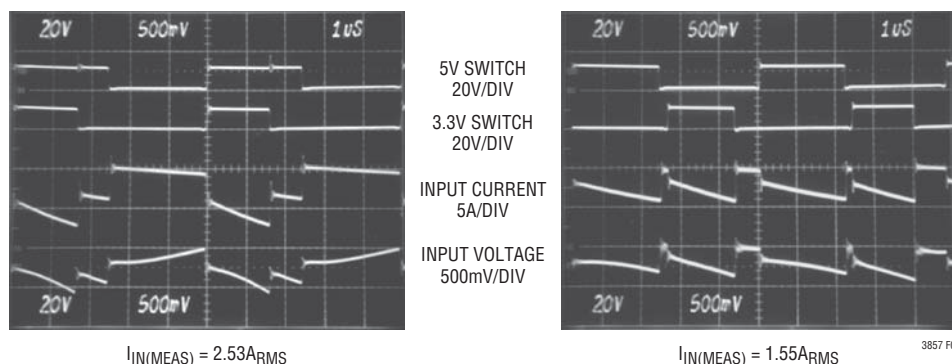 20V 500mV 1uS
20V 500mV
I_IN(MEAS) = 2.53A_RMS
5V SWITCH
20V/DIV
3.3V SWITCH
20V/DIV
INPUT CURRENT
5A/DIV
INPUT VOLTAGE
500mV/DIV
20V 500mV 1uS
20V 500mV
I_IN(MEAS) = 1.55A_RMS
3857